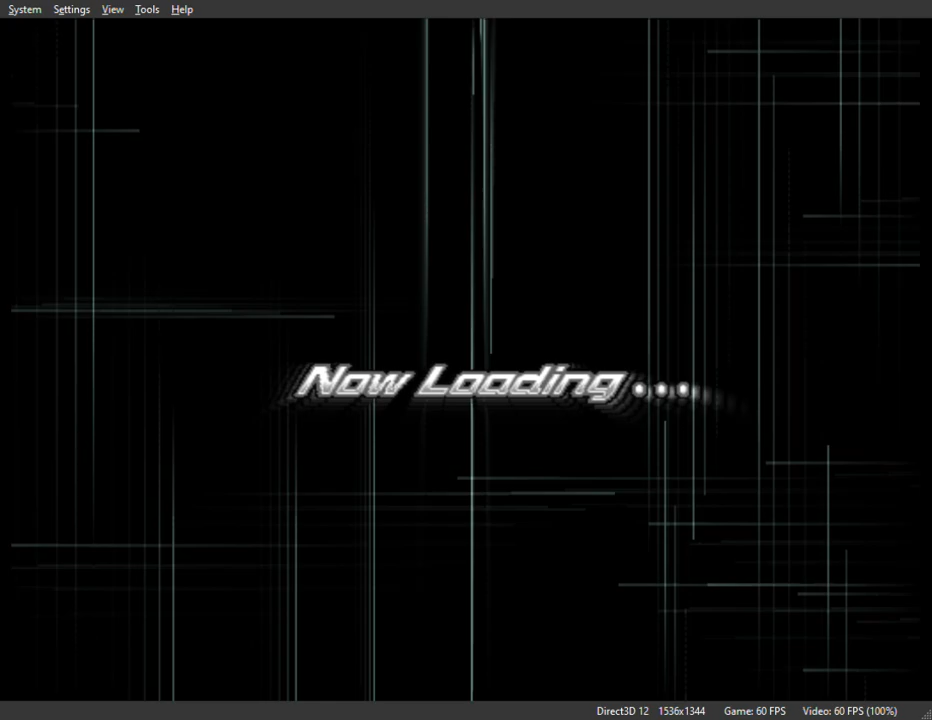 System Settings View Tools Help
Now Loading...
Direct3D 12 1536x1344 Game: 60 FPS Video: 60 FPS (100%)